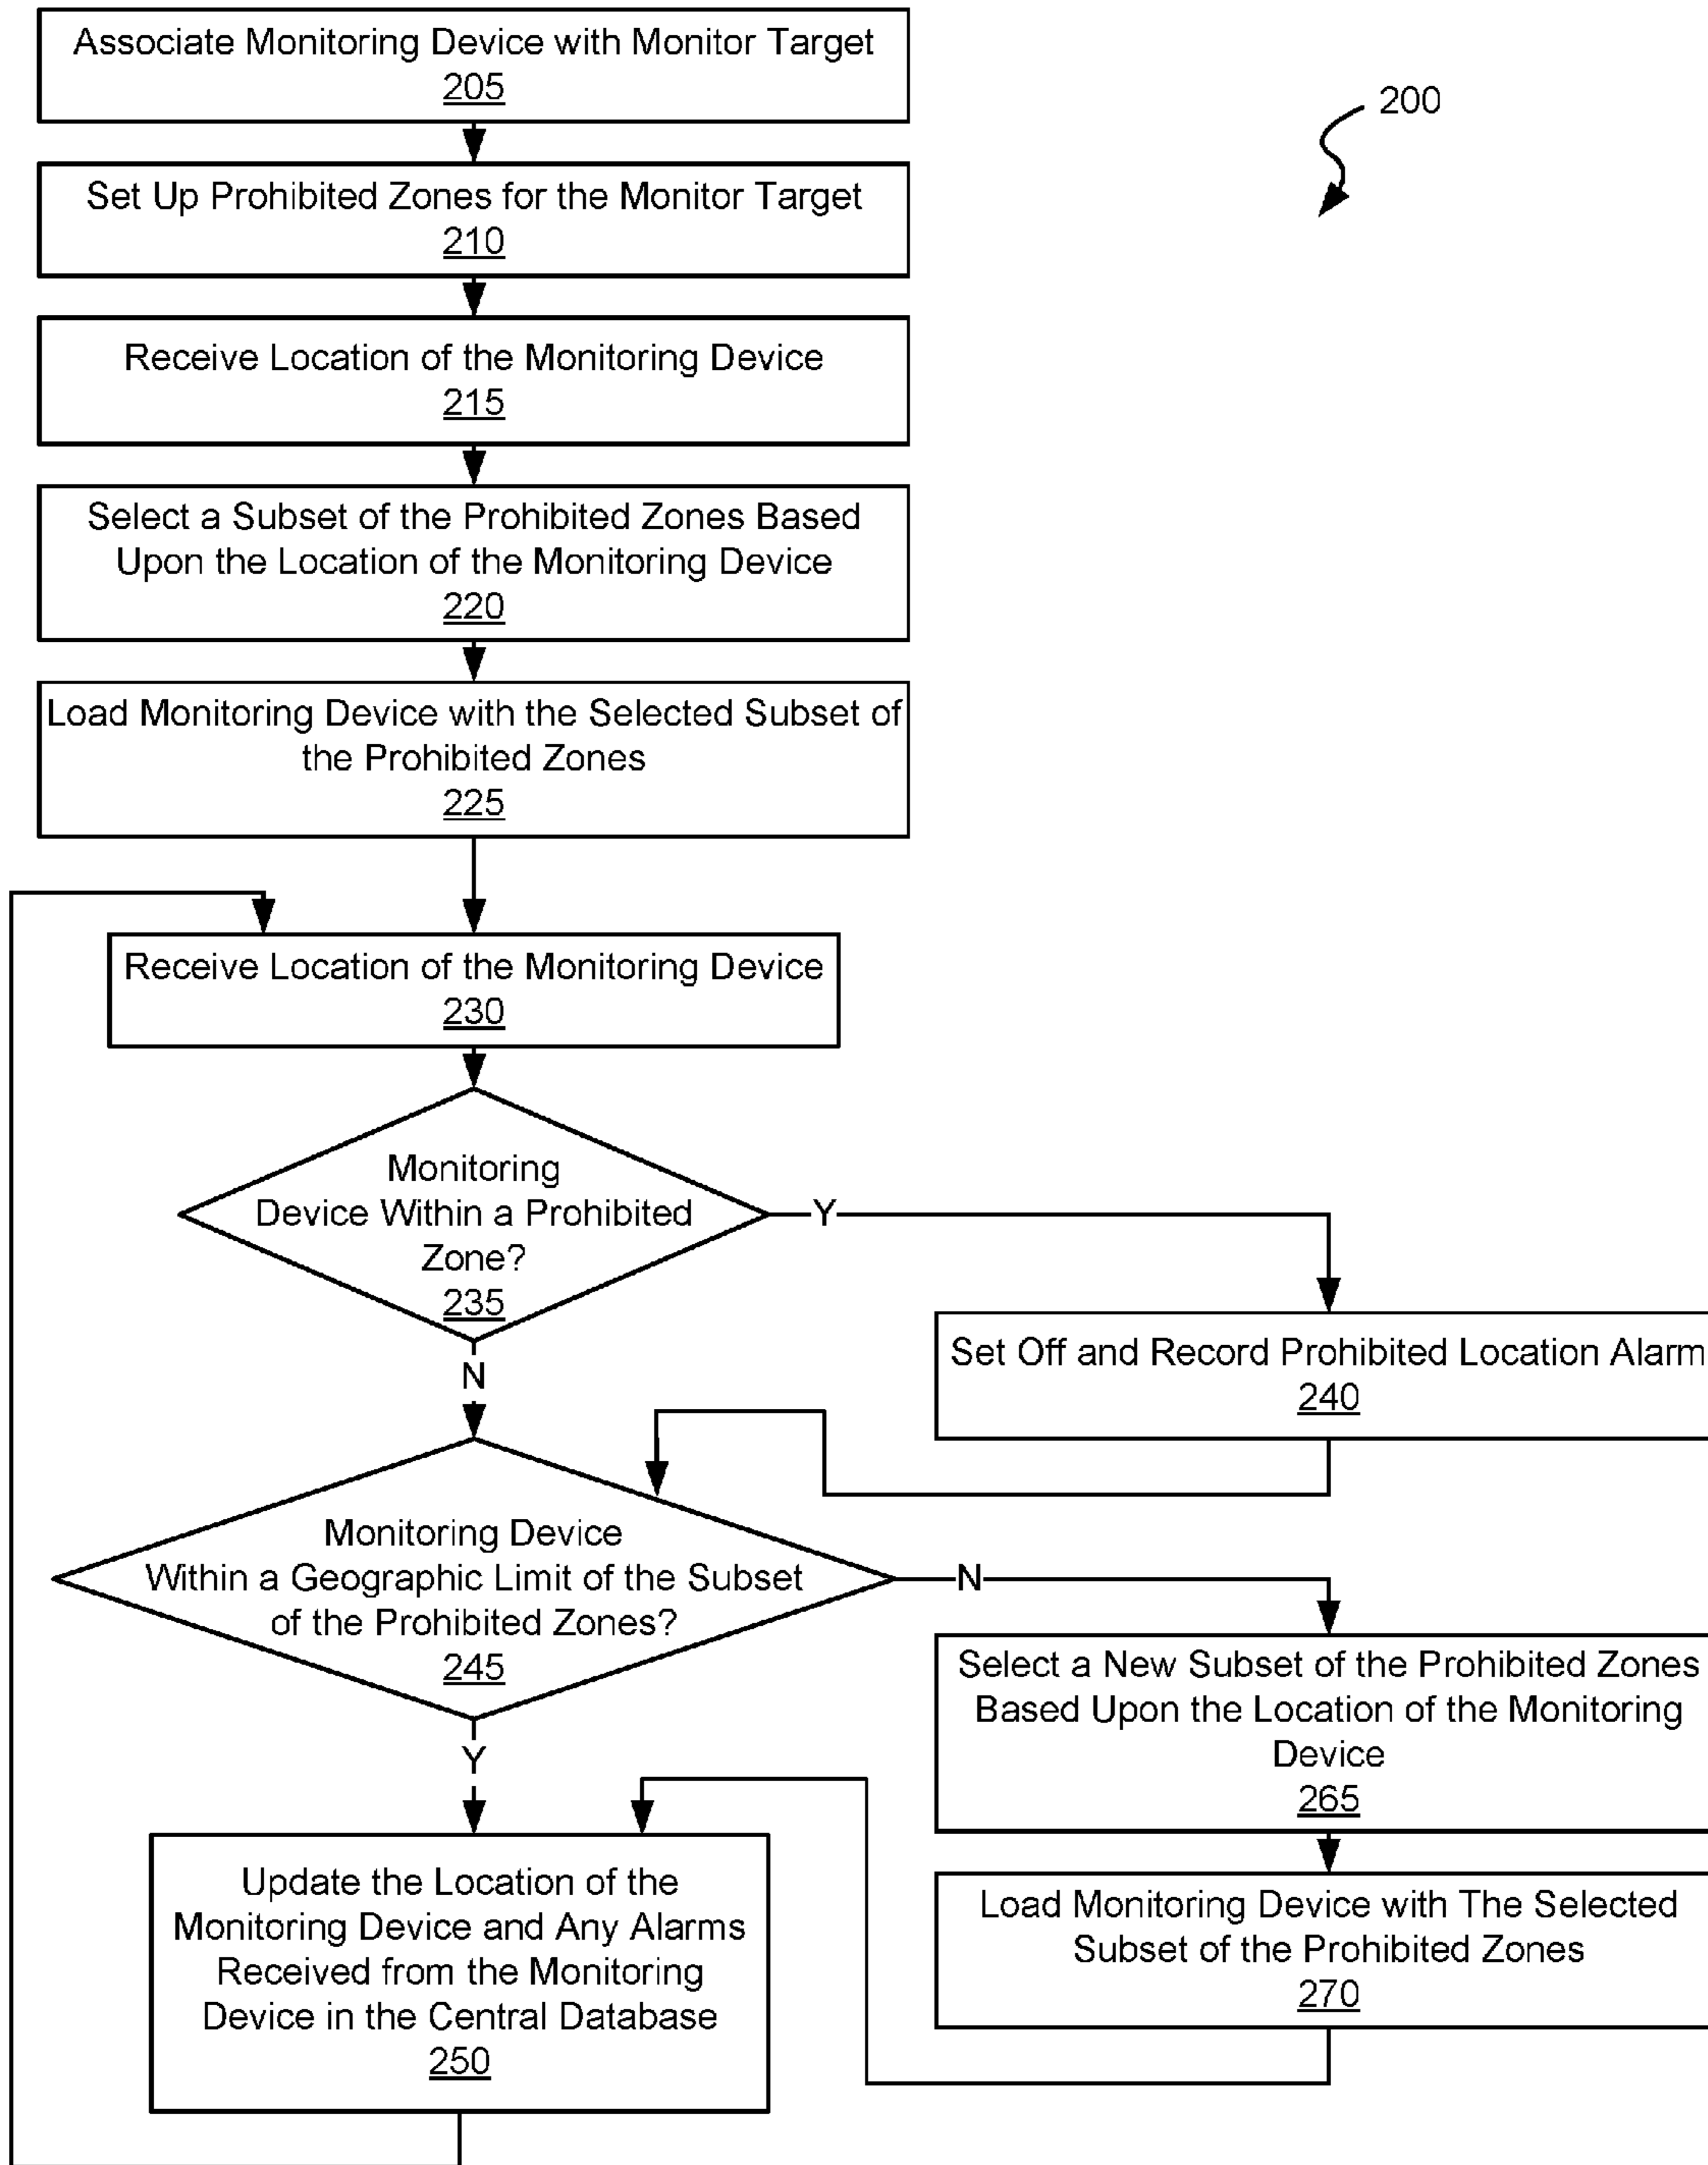 Associate Monitoring Device with Monitor Target
205
200
Set Up Prohibited Zones for the Monitor Target
210
Receive Location of the Monitoring Device
215
Select a Subset of the Prohibited Zones Based
Upon the Location of the Monitoring Device
220
Load Monitoring Device with the Selected Subset of
the Prohibited Zones
225
Receive Location of the Monitoring Device
230
Monitoring
Device Within a Prohibited
Zone?
235
Y
N
Set Off and Record Prohibited Location Alarm
240
Monitoring Device
Within a Geographic Limit of the Subset
of the Prohibited Zones?
245
N
Y
Select a New Subset of the Prohibited Zones
Based Upon the Location of the Monitoring
Device
265
Load Monitoring Device with The Selected
Subset of the Prohibited Zones
270
Update the Location of the
Monitoring Device and Any Alarms
Received from the Monitoring
Device in the Central Database
250